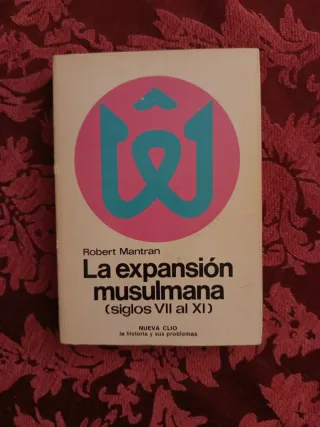 Robert Mantran
La expansión
musulmana
(siglos VII al XI)
NUEVA CLIO
la historia y sus problemas